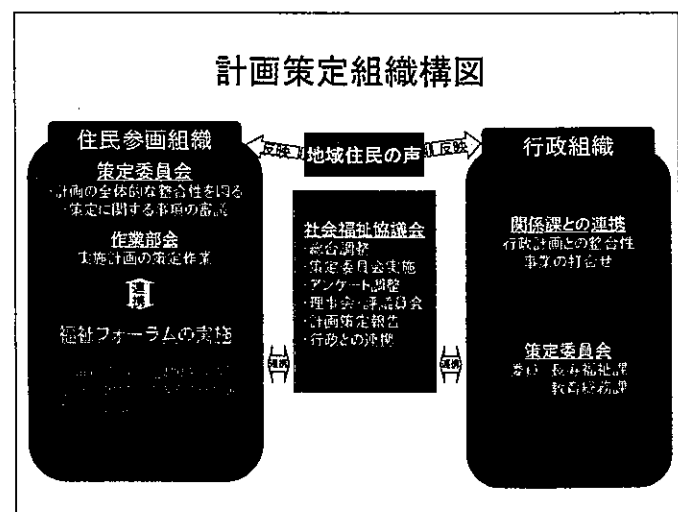 計画策定組織構図
住民参画組織
策定委員会
・計画の全体的な整合性を図る
・策定に関する事項の審議
作業部会
実施計画の策定作業
連携
福祉フォーラムの実施
反映
地域住民の声
反映
社会福祉協議会
・総合調整
・策定委員会実施
・アンケート調整
・理事会・評議員会
・計画策定報告
・行政との連携
連携
連携
行政組織
関係課との連携
行政計画との整合性
事業の打合せ
策定委員会
委員 長寿福祉課
教育総務課